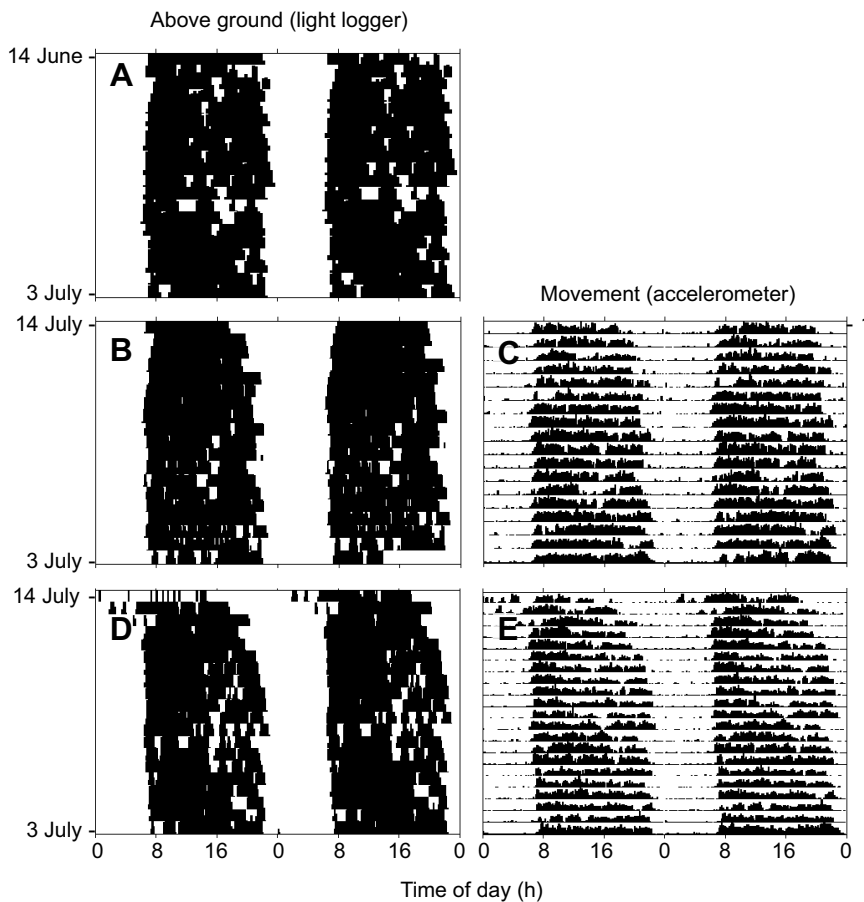 Above ground (light logger)
14 June
A
3 July
Movement (accelerometer)
14 July
B
C
1
3 July
14 July
D
E
3 July
0 8 16 0 8 16 0
0 8 16 0 8 16 0
Time of day (h)